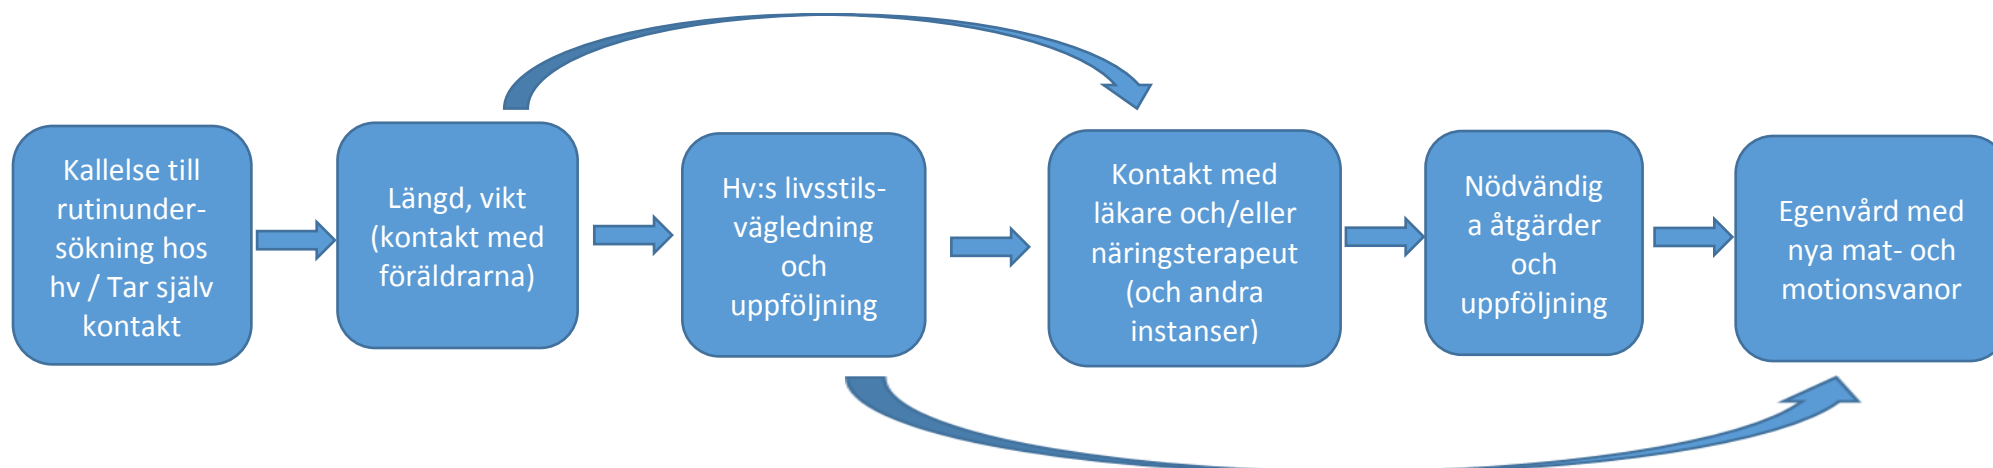 Kallelse till
rutinunder-
sökning hos
hv / Tar själv
kontakt
Längd, vikt
(kontakt med
föräldrarna)
Hv:s livsstils-
vägledning
och
uppföljning
Kontakt med
läkare och/eller
näringsterapeut
(och andra
instanser)
Nödvändig
a åtgärder
och
uppföljning
Egenvård med
nya mat- och
motionsvanor